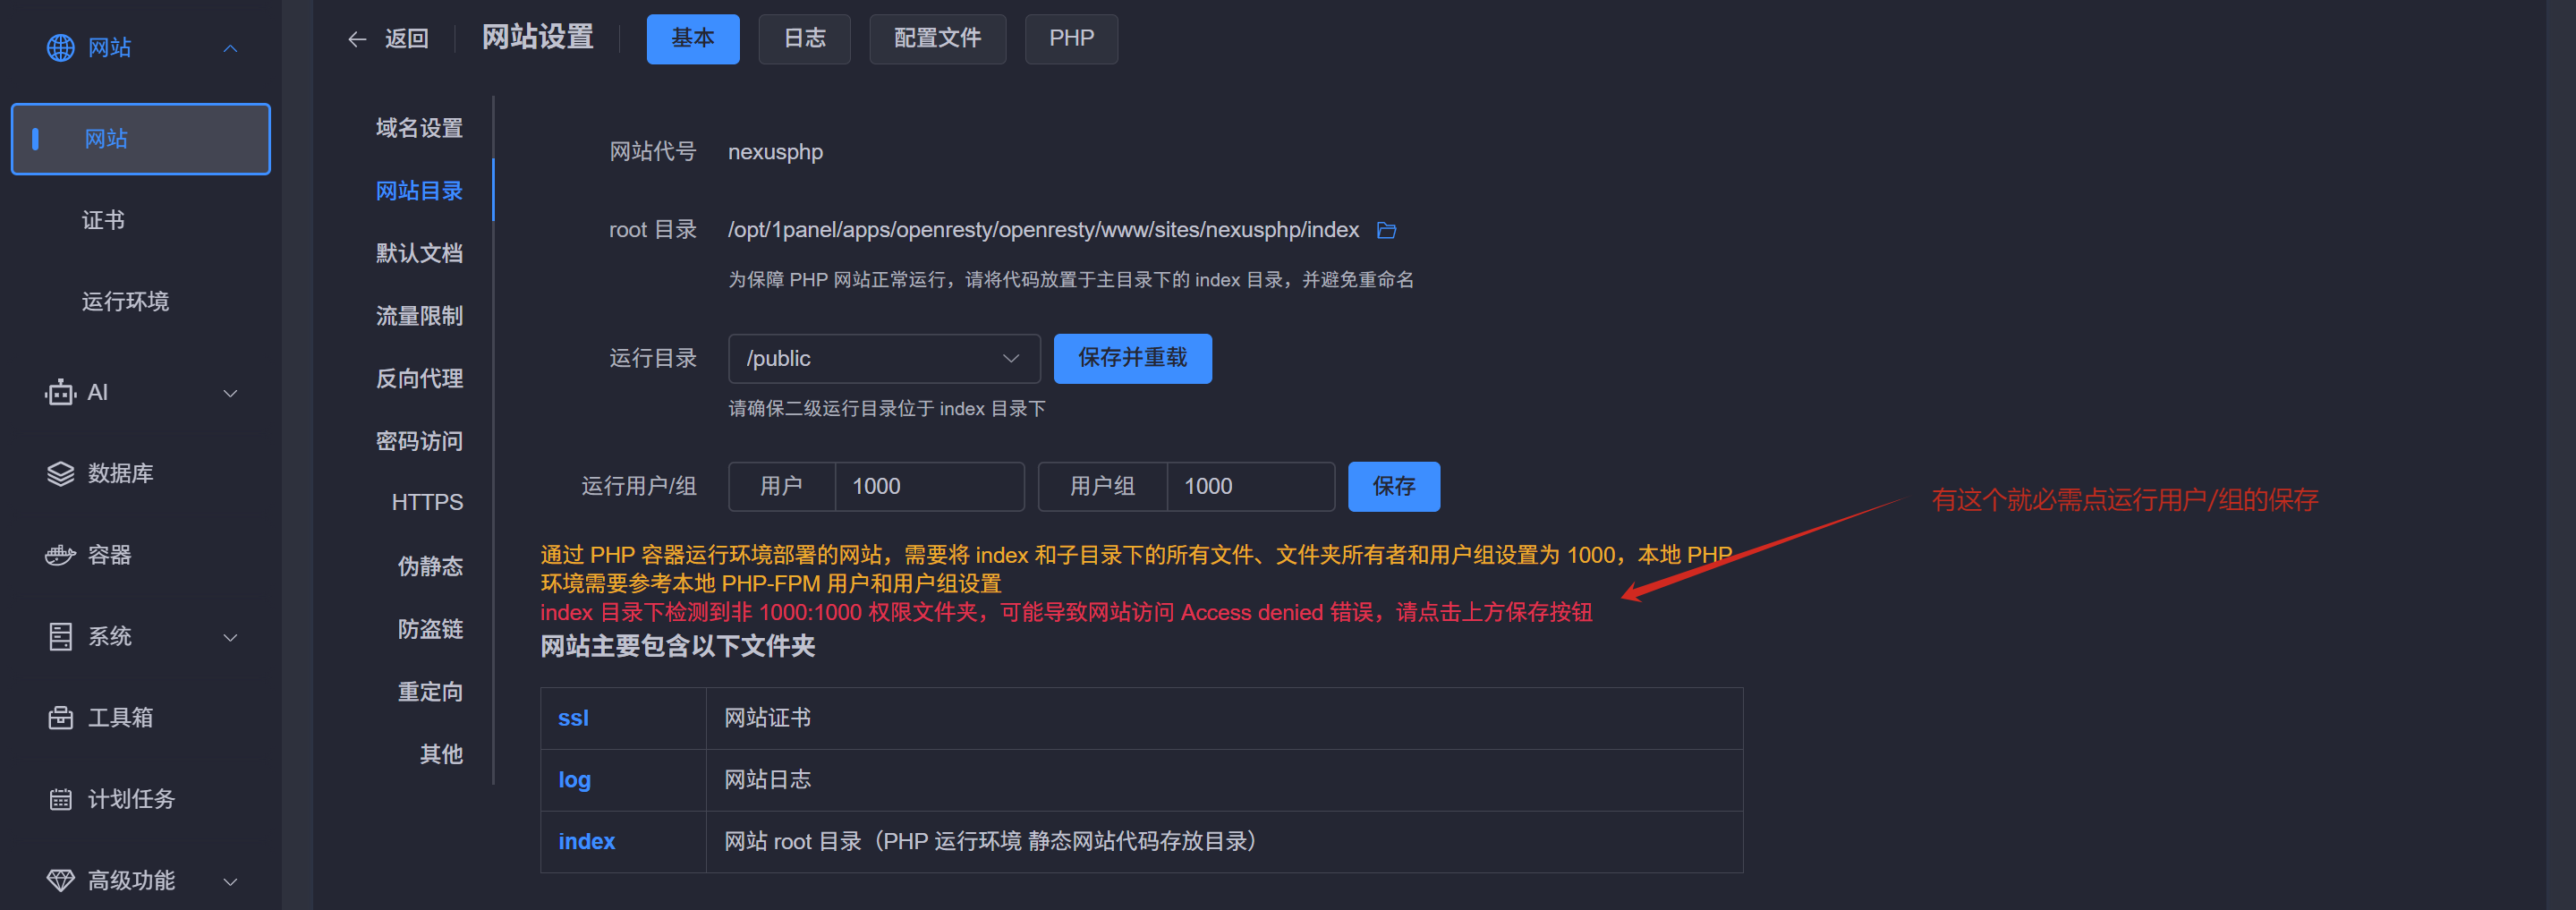 网站
网站
证书
运行环境
AI
数据库
容器
系统
工具箱
计划任务
高级功能
返回
网站设置
基本
日志
配置文件
PHP
域名设置
网站目录
默认文档
流量限制
反向代理
密码访问
HTTPS
伪静态
防盗链
重定向
其他
网站代号 nexusphp
root 目录 /opt/1panel/apps/openresty/openresty/www/sites/nexusphp/index
为保障 PHP 网站正常运行，请将代码放置于主目录下的 index 目录，并避免重命名
运行目录 /public 保存并重载
请确保二级运行目录位于 index 目录下
运行用户/组 用户 1000 用户组 1000 保存
有这个就必需点运行用户/组的保存
通过 PHP 容器运行环境部署的网站，需要将 index 和子目录下的所有文件、文件夹所有者和用户组设置为 1000，本地 PHP
环境需要参考本地 PHP-FPM 用户和用户组设置
index 目录下检测到非 1000:1000 权限文件夹，可能导致网站访问 Access denied 错误，请点击上方保存按钮
网站主要包含以下文件夹
ssl 网站证书
log 网站日志
index 网站 root 目录（PHP 运行环境 静态网站代码存放目录）